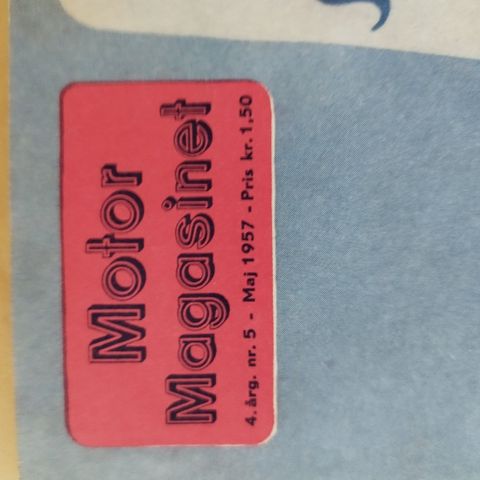 Motor
Magasinet
4. årg. nr. 5 - Maj 1957 - Pris kr. 1,50